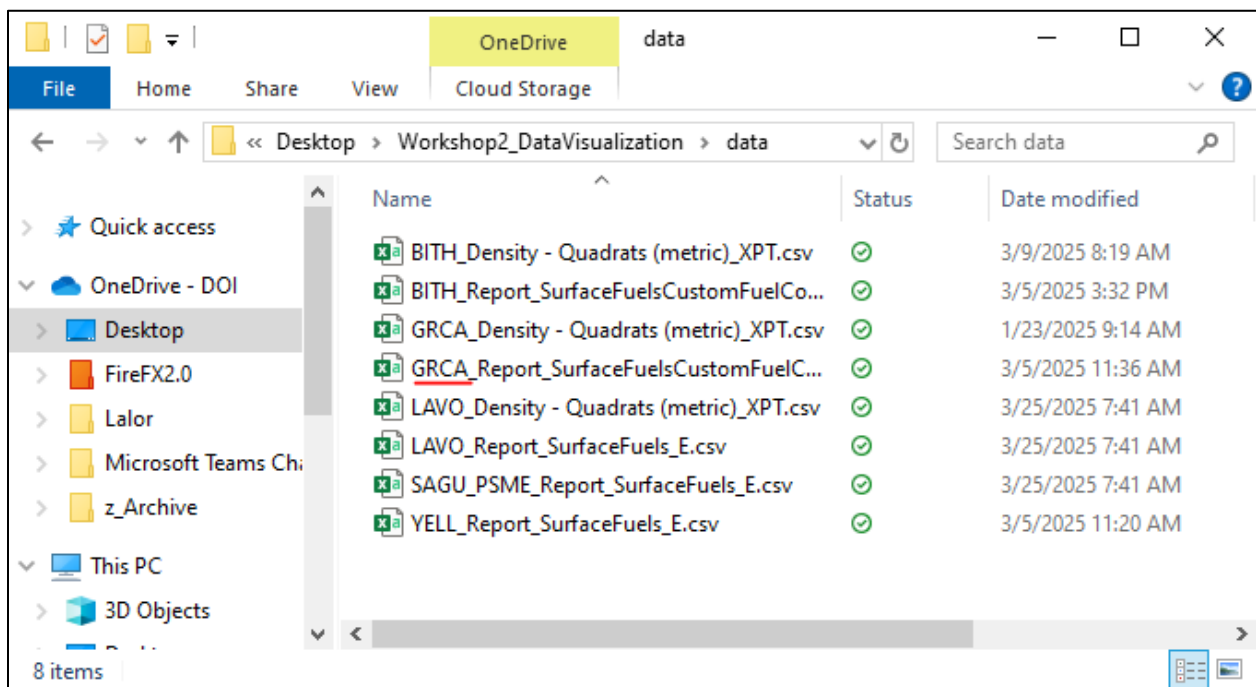 OneDrive data
File Home Share View Cloud Storage
« Desktop > Workshop2_DataVisualization > data Search data
Name Status Date modified
Quick access
OneDrive - DOI
Desktop
FireFX2.0
Lalor
Microsoft Teams Cha
z_Archive
This PC
3D Objects
BITH_Density - Quadrats (metric)_XPT.csv 3/9/2025 8:19 AM
BITH_Report_SurfaceFuelsCustomFuelCo... 3/5/2025 3:32 PM
GRCA_Density - Quadrats (metric)_XPT.csv 1/23/2025 9:14 AM
GRCA_Report_SurfaceFuelsCustomFuelC... 3/5/2025 11:36 AM
LAVO_Density - Quadrats (metric)_XPT.csv 3/25/2025 7:41 AM
LAVO_Report_SurfaceFuels_E.csv 3/25/2025 7:41 AM
SAGU_PSME_Report_SurfaceFuels_E.csv 3/25/2025 7:41 AM
YELL_Report_SurfaceFuels_E.csv 3/5/2025 11:20 AM
8 items